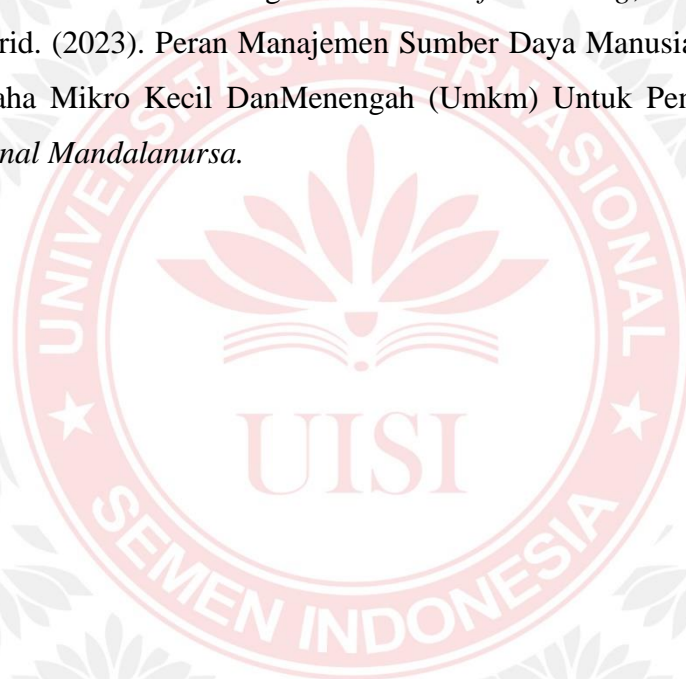 rid. (2023). Peran Manajemen Sumber Daya Manusia
aha Mikro Kecil DanMenengah (Umkm) Untuk Per
nal Mandalanursa.
UNIVERSITAS INTERNASIONAL
UISI
SEMEN INDONESIA